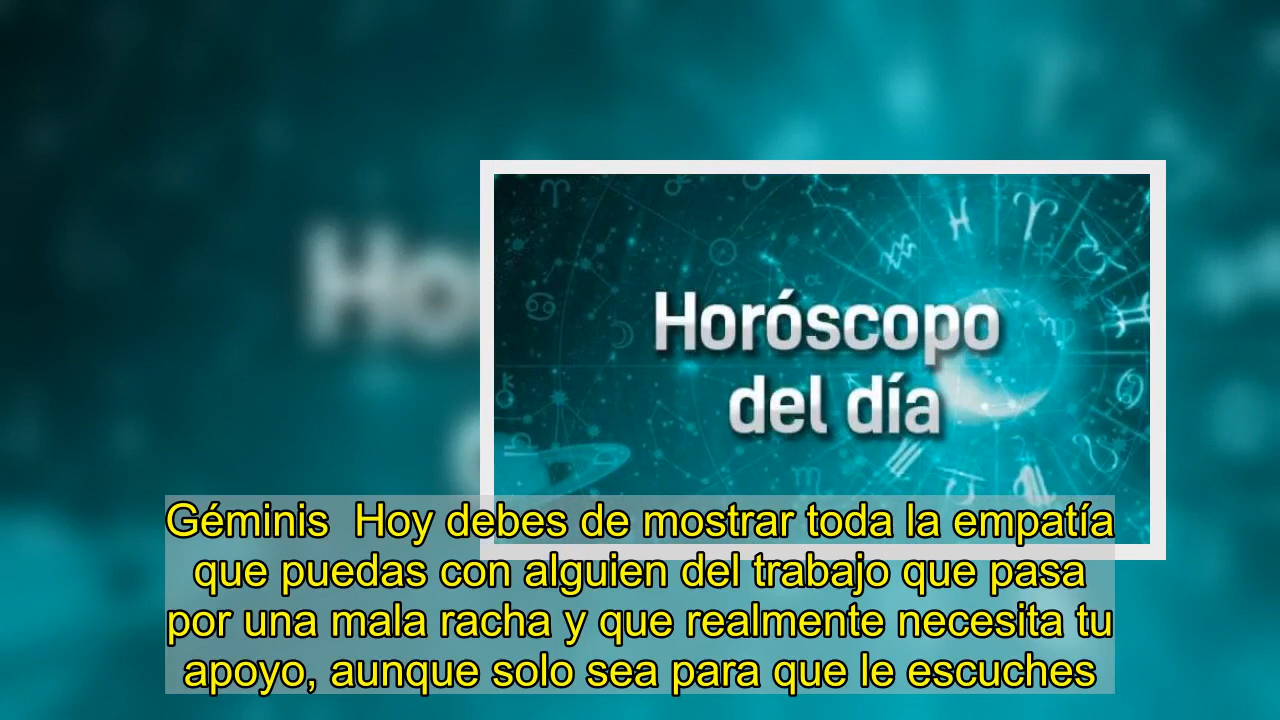 Horóscopo
del día
Géminis  Hoy debes de mostrar toda la empatía
que puedas con alguien del trabajo que pasa
por una mala racha y que realmente necesita tu
apoyo, aunque solo sea para que le escuches